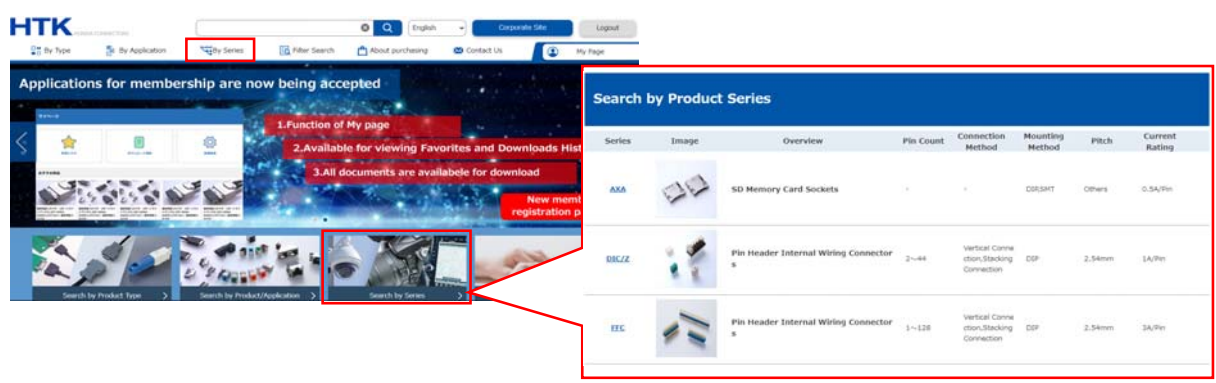 HTK POWER CONNECTORS
English
Corporate Site
Logout
By Type
By Application
By Series
Filter Search
About purchasing
Contact Us
My Page
Applications for membership are now being accepted
1.Function of My page
2.Available for viewing Favorites and Downloads Hist
3.All documents are availabele for download
New memb
registration p
Search by Product Type
Search by Product/Application
Search by Series
Search by Product Series
Series Image Overview Pin Count Connection Method Mounting Method Pitch Current Rating
AXA SD Memory Card Sockets - - DIP,SMT Others 0.5A/Pin
DIC/Z Pin Header Internal Wiring Connector
s 2~44 Vertical Conne
ction,Stacking
Connection DIP 2.54mm 1A/Pin
FFC Pin Header Internal Wiring Connector
s 1~128 Vertical Conne
ction,Stacking
Connection DIP 2.54mm 3A/Pin